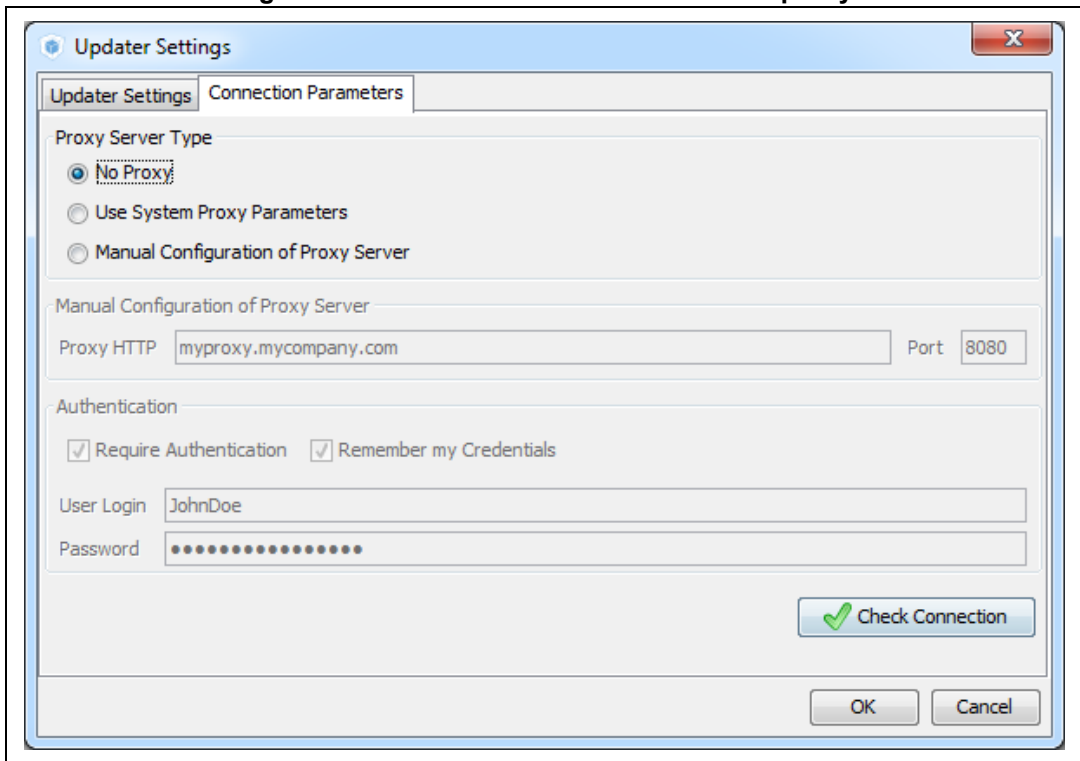 Updater Settings
Updater Settings Connection Parameters
Proxy Server Type
No Proxy
Use System Proxy Parameters
Manual Configuration of Proxy Server
Manual Configuration of Proxy Server
Proxy HTTP myproxy.mycompany.com Port 8080
Authentication
Require Authentication Remember my Credentials
User Login JohnDoe
Password ••••••••••••••••
Check Connection
OK Cancel